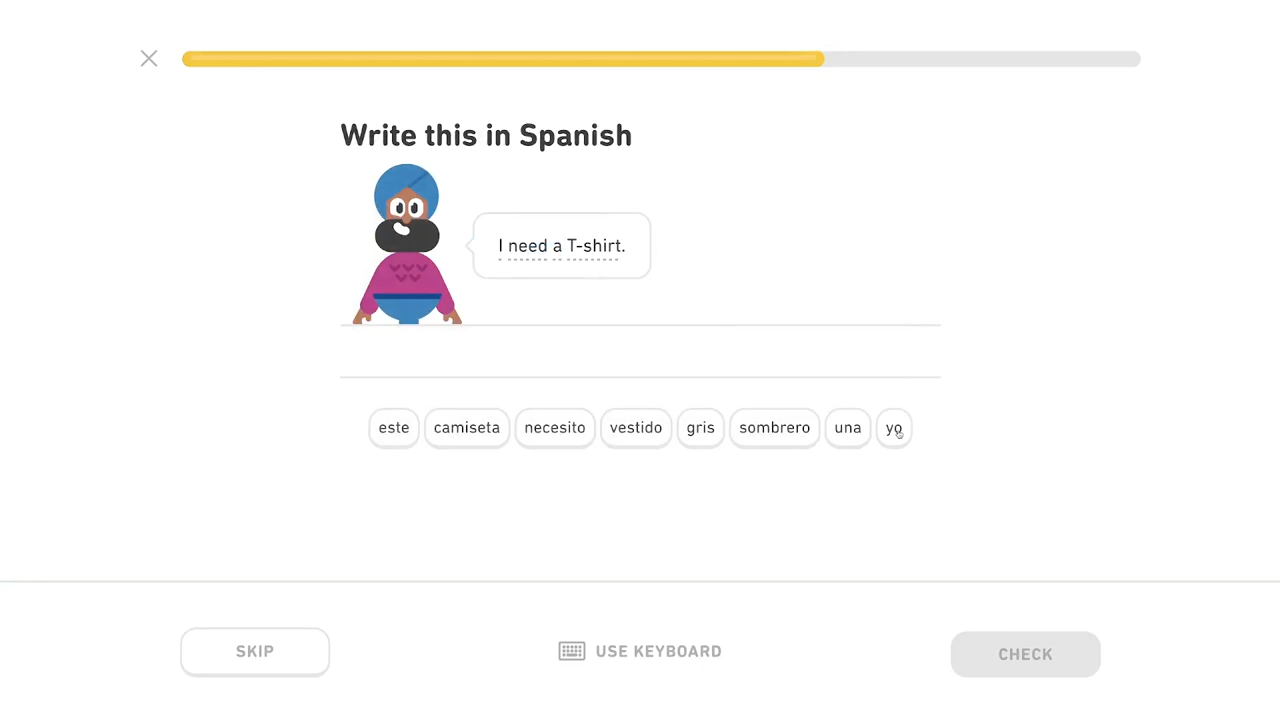 Write this in Spanish
I need a T-shirt.
este camiseta necesito vestido gris sombrero una yo
SKIP USE KEYBOARD CHECK